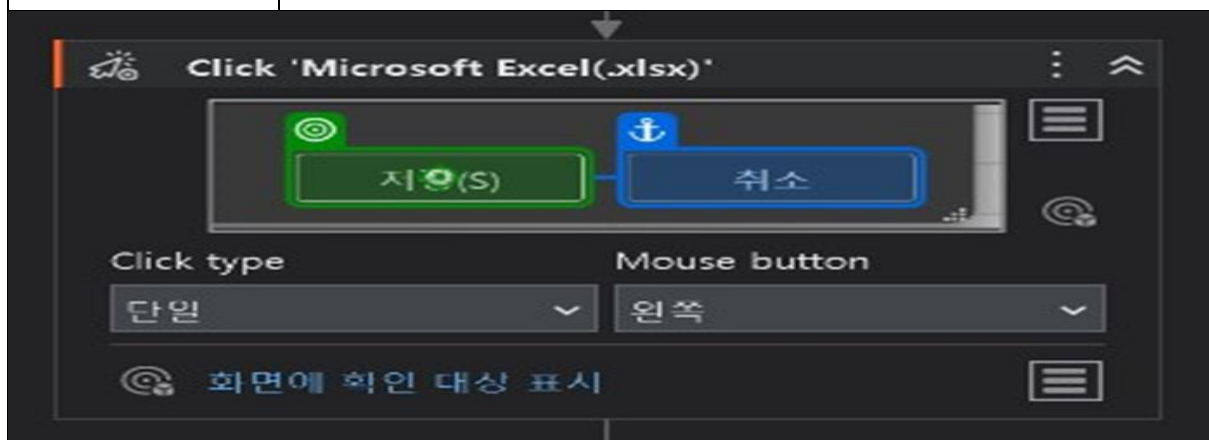 Click 'Microsoft Excel(.xlsx)'
저장(S) 취소
Click type Mouse button
단일 왼쪽
화면에 확인 대상 표시